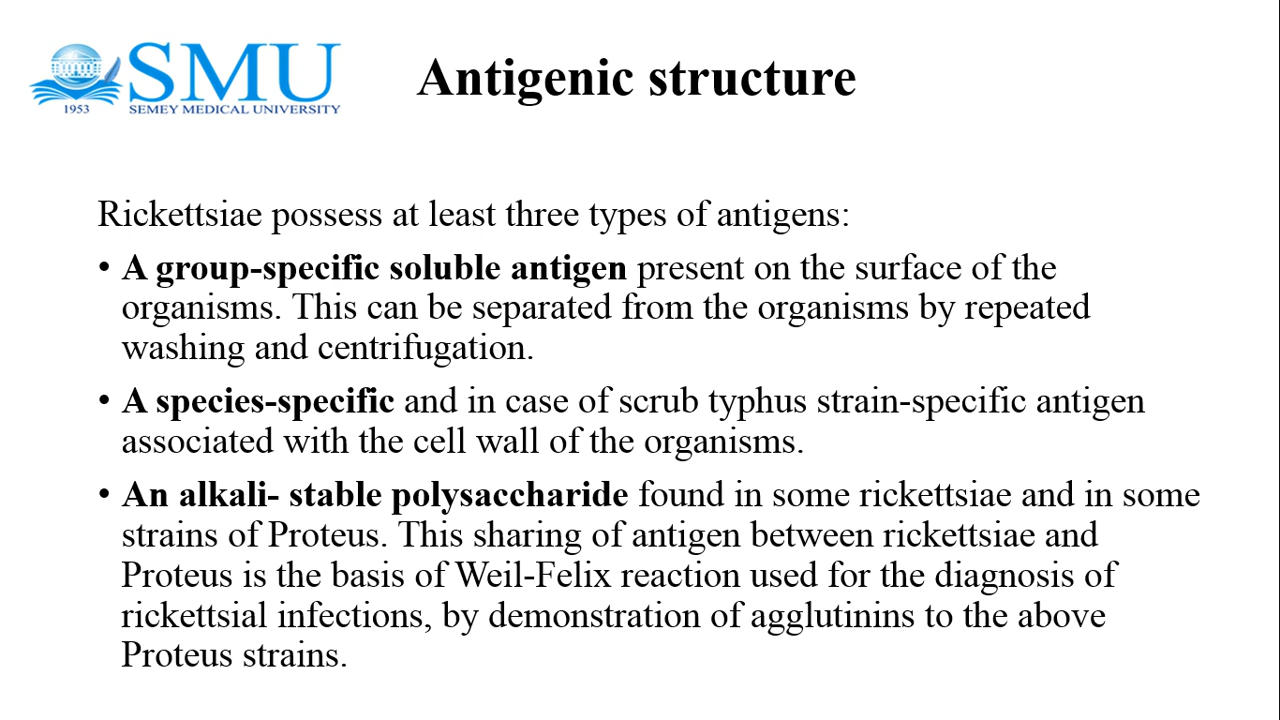 SMU
1953
SEMEY MEDICAL UNIVERSITY
Antigenic structure
Rickettsiae possess at least three types of antigens:
• A group-specific soluble antigen present on the surface of the
organisms. This can be separated from the organisms by repeated
washing and centrifugation.
• A species-specific and in case of scrub typhus strain-specific antigen
associated with the cell wall of the organisms.
• An alkali- stable polysaccharide found in some rickettsiae and in some
strains of Proteus. This sharing of antigen between rickettsiae and
Proteus is the basis of Weil-Felix reaction used for the diagnosis of
rickettsial infections, by demonstration of agglutinins to the above
Proteus strains.